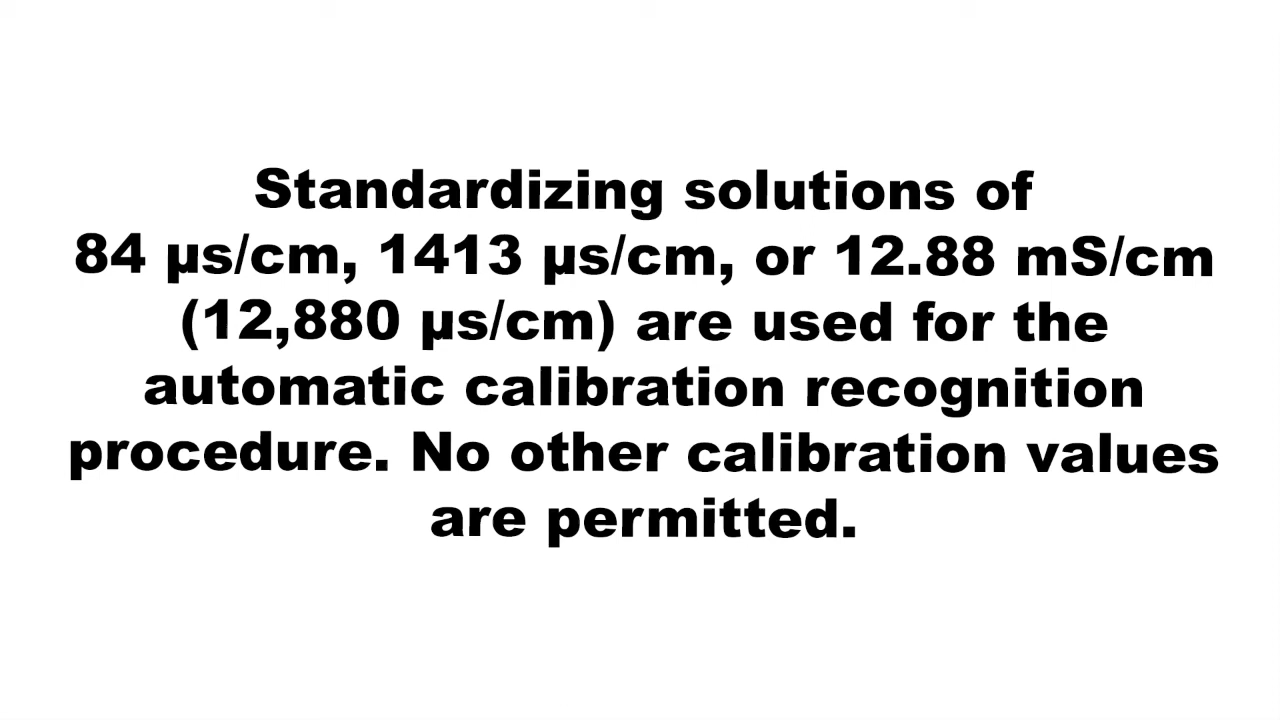 Standardizing solutions of
84 µs/cm, 1413 µs/cm, or 12.88 mS/cm
(12,880 µs/cm) are used for the
automatic calibration recognition
procedure. No other calibration values
are permitted.